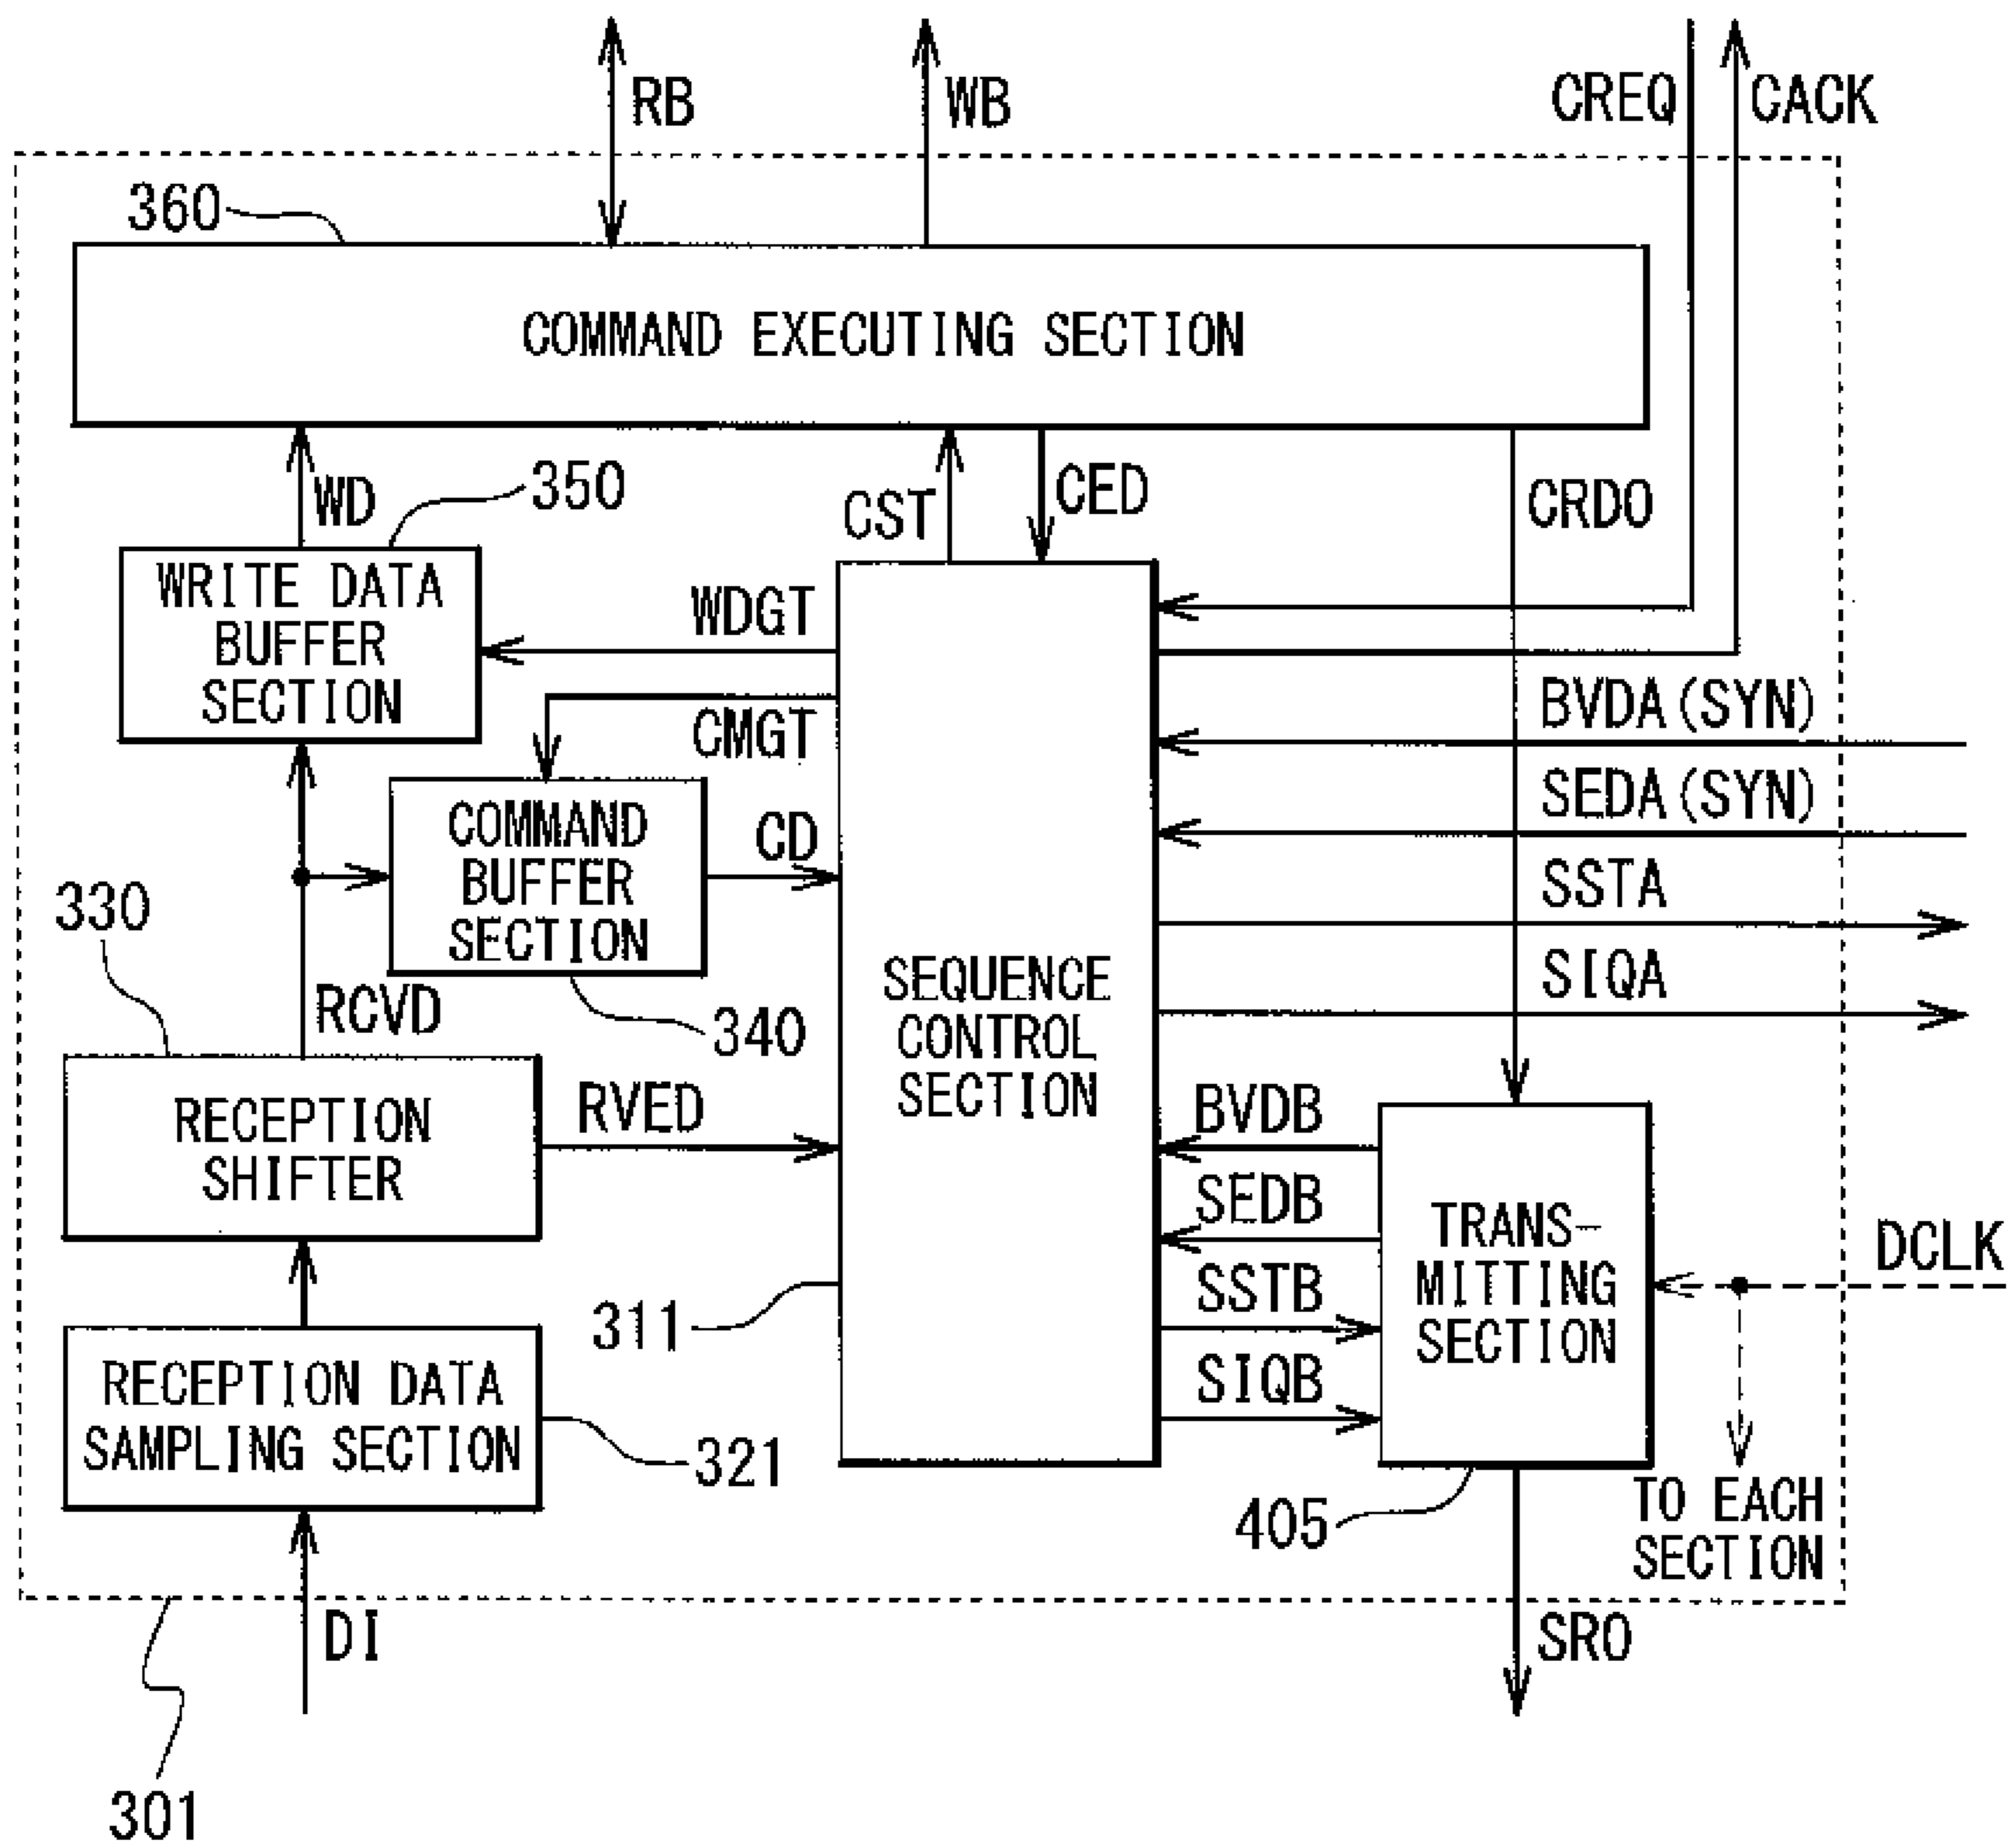 RB
WB
CREQ
CACK
360
COMMAND EXECUTING SECTION
WD
350
CST
CED
CRDO
WRITE DATA
BUFFER
SECTION
WDGT
CMGT
BVDA(SYN)
COMMAND
BUFFER
SECTION
CD
SEDA(SYN)
SSTA
330
RCVD
340
SEQUENCE
CONTROL
SECTION
SIQA
RECEPTION
SHIFTER
RVED
BVDB
SEDB
TRANS-
MITTING
SECTION
DCLK
311
SSTB
SIQB
RECEPTION DATA
SAMPLING SECTION
321
405
TO EACH
SECTION
DI
SRO
301